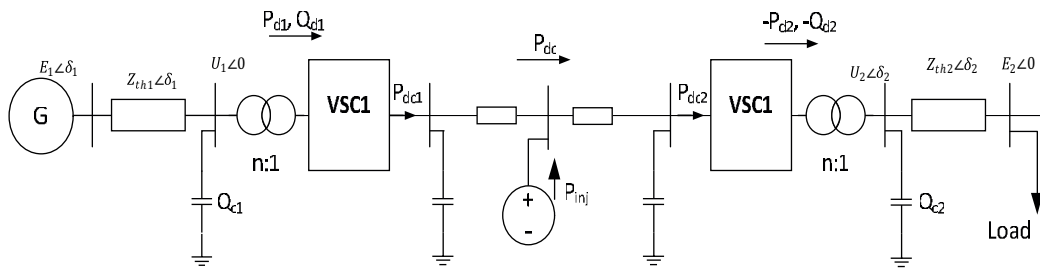 P_d1, Q_d1
-P_d2, -Q_d2
P_dc
E_1∠δ_1
Z_th1∠δ_1
U_1∠0
U_2∠δ_2
Z_th2∠δ_2
E_2∠0
G
VSC1
P_dc1
P_dc2
VSC1
n:1
n:1
Q_c1
+
-
P_inj
Q_c2
Load